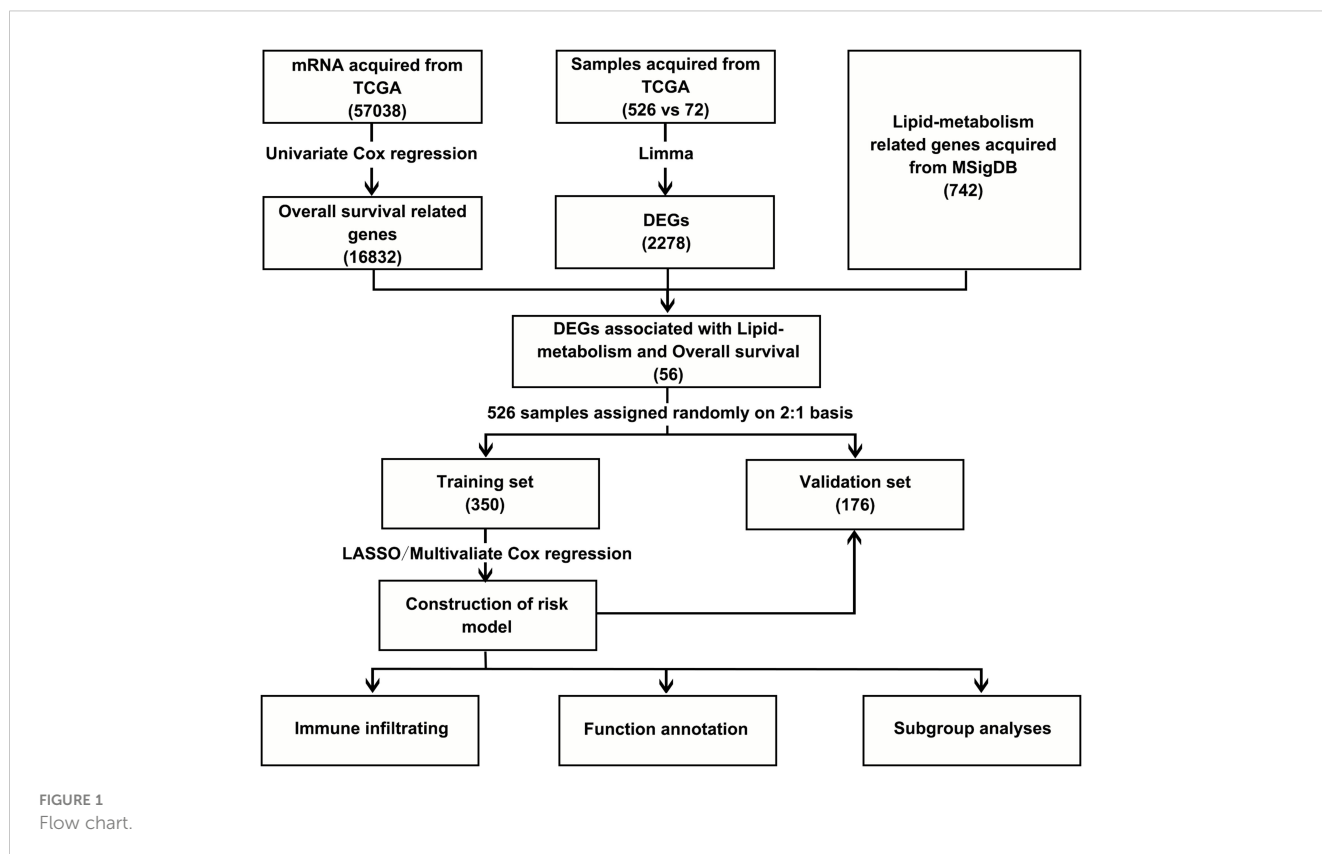 mRNA acquired from
TCGA
(57038)
Samples acquired from
TCGA
(526 vs 72)
Lipid-metabolism
related genes acquired
from MSigDB
(742)
Univariate Cox regression
Limma
Overall survival related
genes
(16832)
DEGs
(2278)
DEGs associated with Lipid-
metabolism and Overall survival
(56)
526 samples assigned randomly on 2:1 basis
Training set
(350)
Validation set
(176)
LASSO/Multivaliate Cox regression
Construction of risk
model
Immune infiltrating
Function annotation
Subgroup analyses
FIGURE 1
Flow chart.